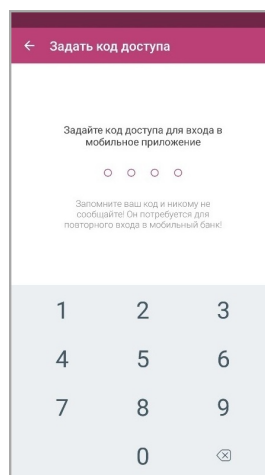 Задать код доступа
Задайте код доступа для входа в
мобильное приложение
Запомните ваш код и никому не
сообщайте! Он потребуется для
повторного входа в мобильный банк!
1 2 3
4 5 6
7 8 9
0